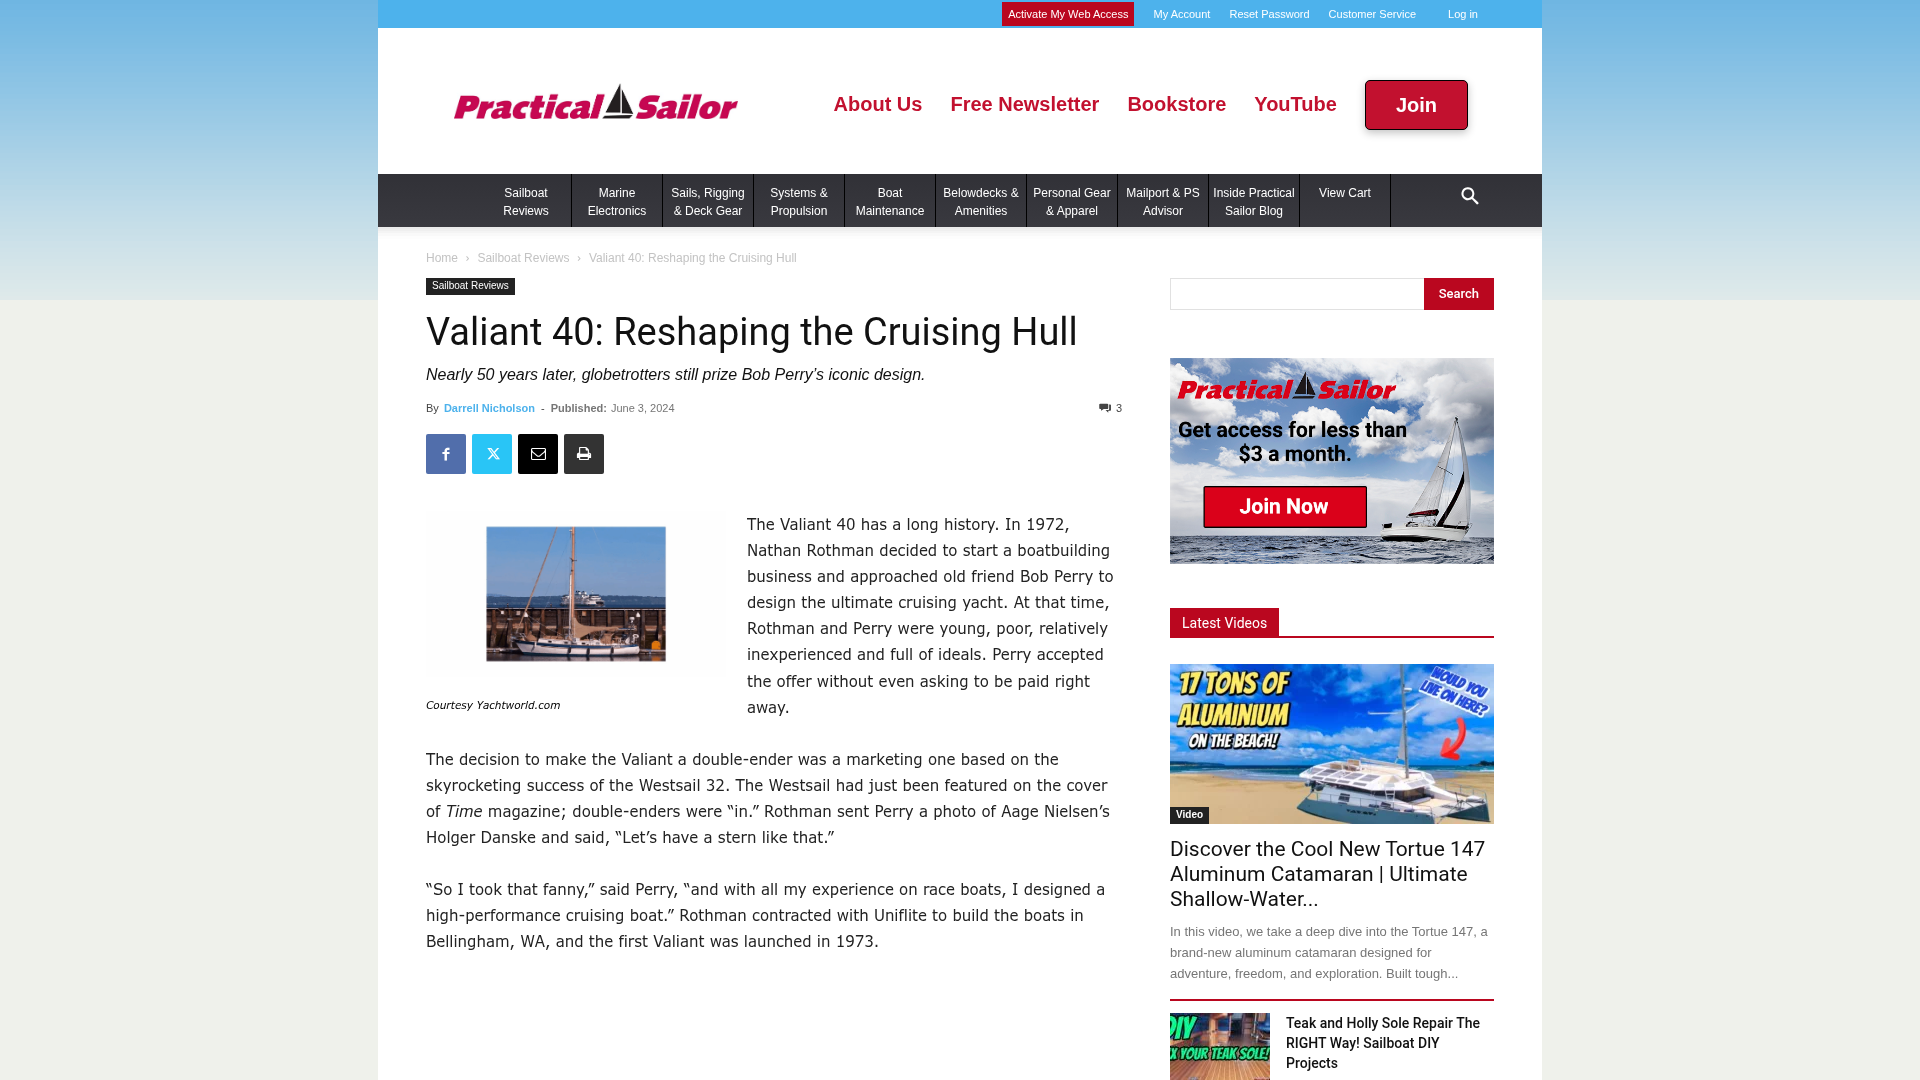 Activate My Web Access My Account Reset Password Customer Service Log in
Practical Sailor
About Us Free Newsletter Bookstore YouTube Join
Sailboat Reviews
Marine Electronics
Sails, Rigging & Deck Gear
Systems & Propulsion
Boat Maintenance
Belowdecks & Amenities
Personal Gear & Apparel
Mailport & PS Advisor
Inside Practical Sailor Blog
View Cart
Home › Sailboat Reviews › Valiant 40: Reshaping the Cruising Hull
Sailboat Reviews
Valiant 40: Reshaping the Cruising Hull
Nearly 50 years later, globetrotters still prize Bob Perry’s iconic design.
By Darrell Nicholson - Published: June 3, 2024
3
The Valiant 40 has a long history. In 1972,
Nathan Rothman decided to start a boatbuilding
business and approached old friend Bob Perry to
design the ultimate cruising yacht. At that time,
Rothman and Perry were young, poor, relatively
inexperienced and full of ideals. Perry accepted
the offer without even asking to be paid right
away.
Courtesy Yachtworld.com
The decision to make the Valiant a double-ender was a marketing one based on the
skyrocketing success of the Westsail 32. The Westsail had just been featured on the cover
of Time magazine; double-enders were “in.” Rothman sent Perry a photo of Aage Nielsen’s
Holger Danske and said, “Let’s have a stern like that.”
“So I took that fanny,” said Perry, “and with all my experience on race boats, I designed a
high-performance cruising boat.” Rothman contracted with Uniflite to build the boats in
Bellingham, WA, and the first Valiant was launched in 1973.
Search
Practical Sailor
Get access for less than
$3 a month.
Join Now
Latest Videos
17 TONS OF
ALUMINIUM
ON THE BEACH!
WOULD YOU
LIVE ON HERE?
Video
Discover the Cool New Tortue 147
Aluminum Catamaran | Ultimate
Shallow-Water...
In this video, we take a deep dive into the Tortue 147, a
brand-new aluminum catamaran designed for
adventure, freedom, and exploration. Built tough...
DIY
YOUR TEAK SOLE!
Teak and Holly Sole Repair The
RIGHT Way! Sailboat DIY
Projects